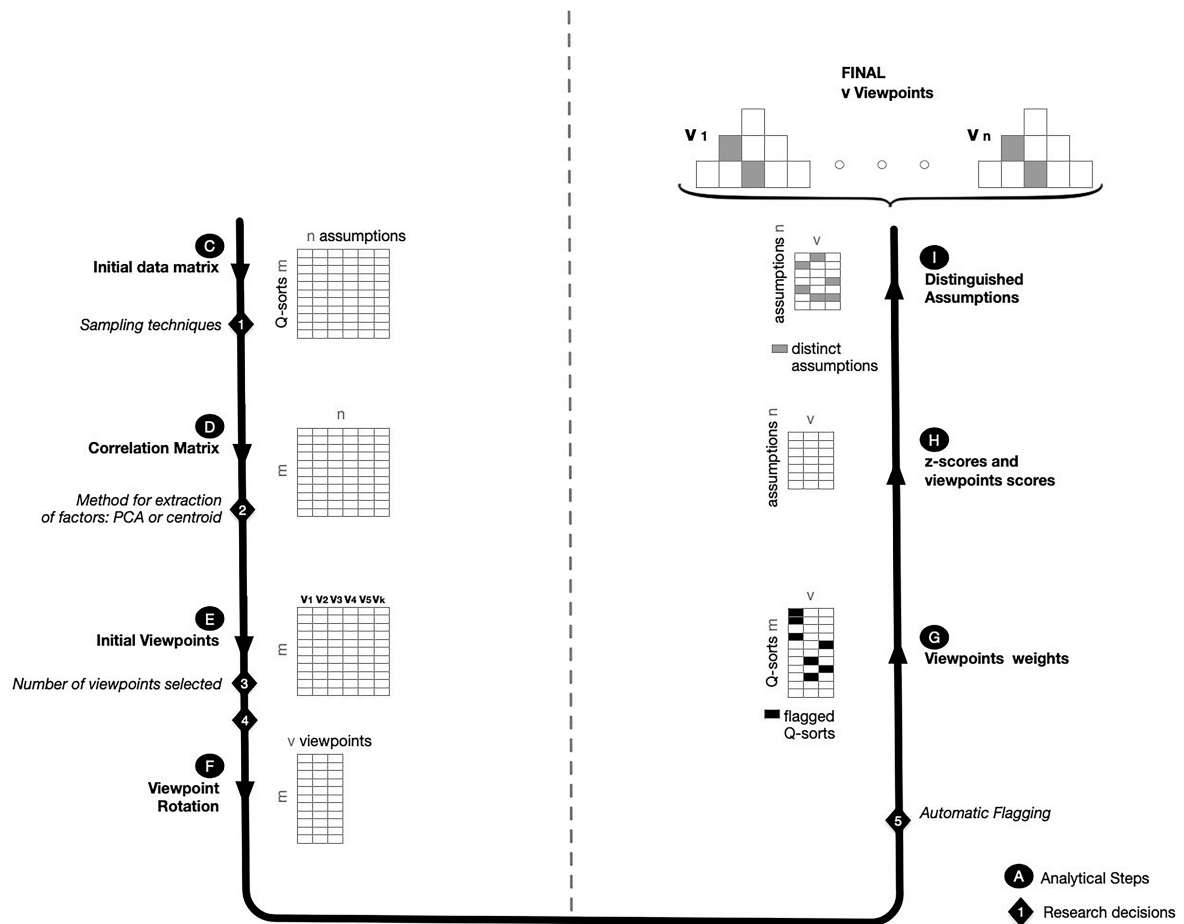 C
Initial data matrix
n assumptions
Q-sorts m
Sampling techniques
1
D
Correlation Matrix
n
m
Method for extraction
of factors: PCA or centroid
2
E
Initial Viewpoints
V1 V2 V3 V4 V5 Vk
m
Number of viewpoints selected
3
4
F
Viewpoint
Rotation
v viewpoints
m
FINAL
v Viewpoints
V 1
V n
I
Distinguished
Assumptions
v
assumptions n
distinct
assumptions
H
z-scores and
viewpoints scores
v
assumptions n
G
Viewpoints weights
v
Q-sorts m
flagged
Q-sorts
5
Automatic Flagging
A Analytical Steps
1 Research decisions